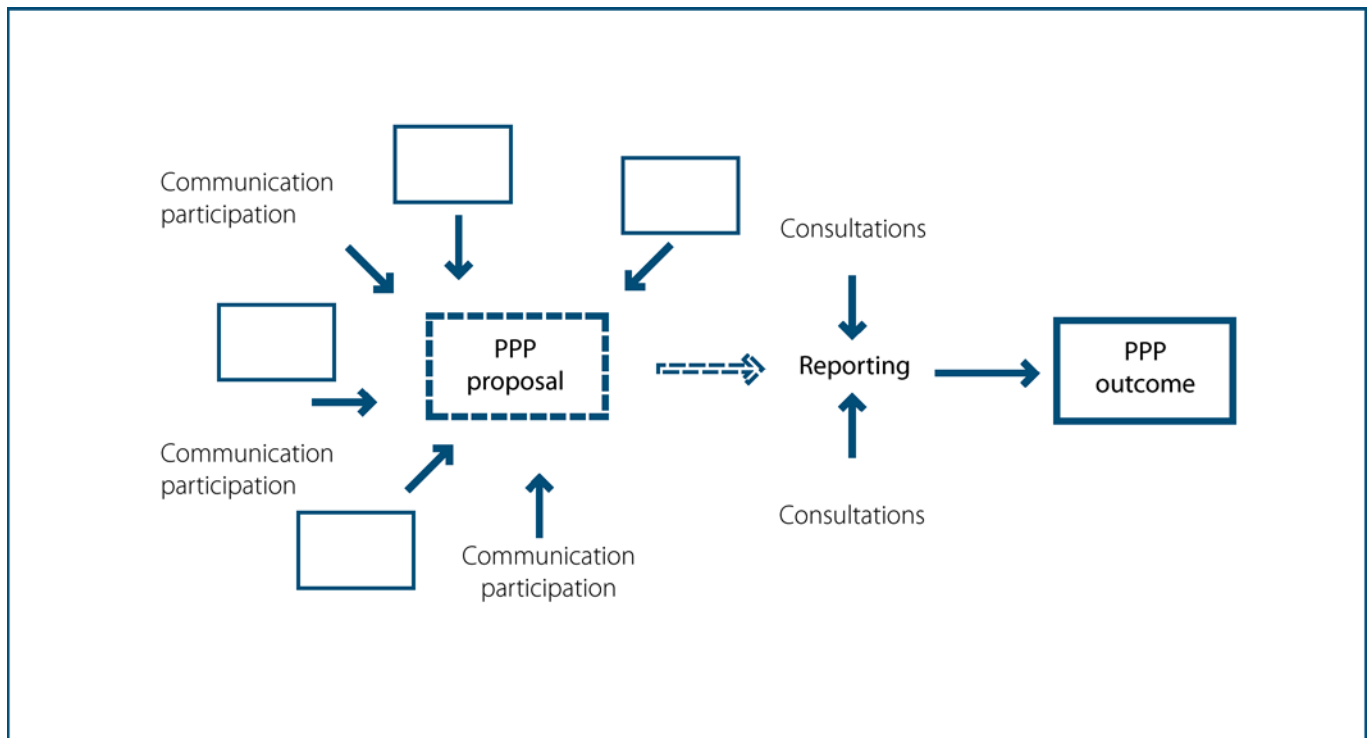 Communication
participation
Consultations
PPP
proposal
Reporting
PPP
outcome
Communication
participation
Consultations
Communication
participation